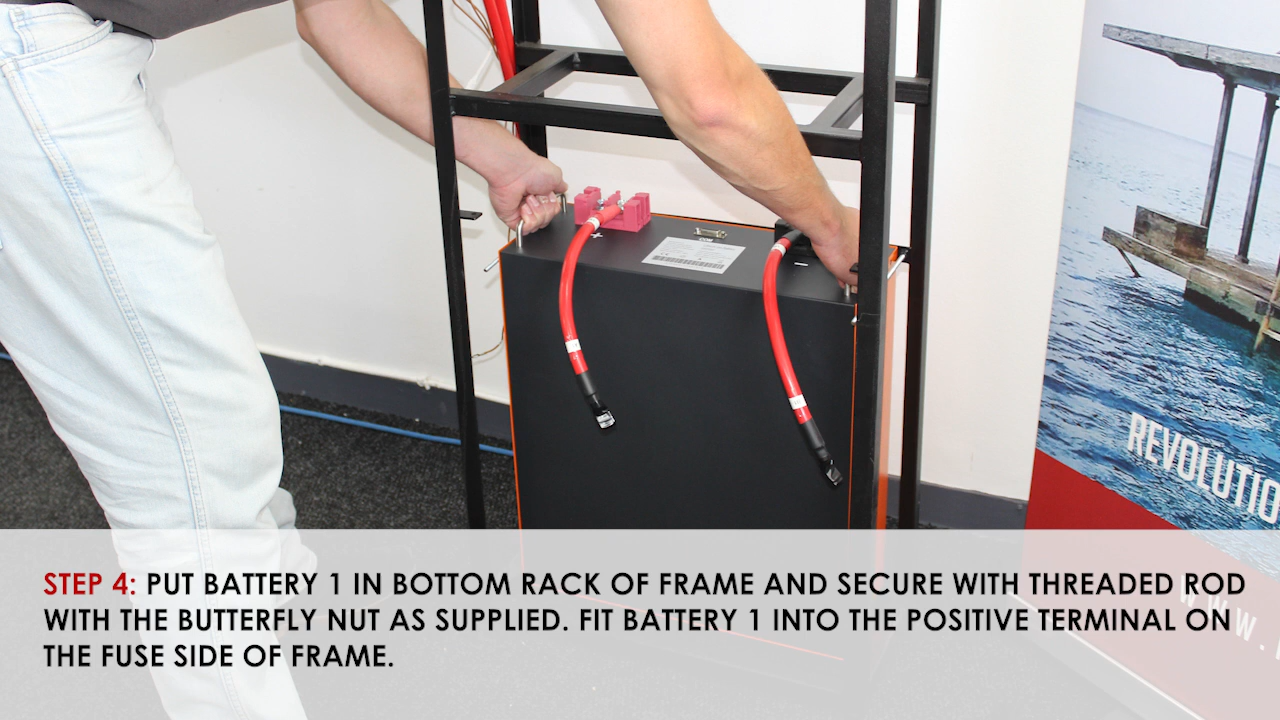 REVOLUTIO
STEP 4: PUT BATTERY 1 IN BOTTOM RACK OF FRAME AND SECURE WITH THREADED ROD
WITH THE BUTTERFLY NUT AS SUPPLIED. FIT BATTERY 1 INTO THE POSITIVE TERMINAL ON
THE FUSE SIDE OF FRAME.
WWW.